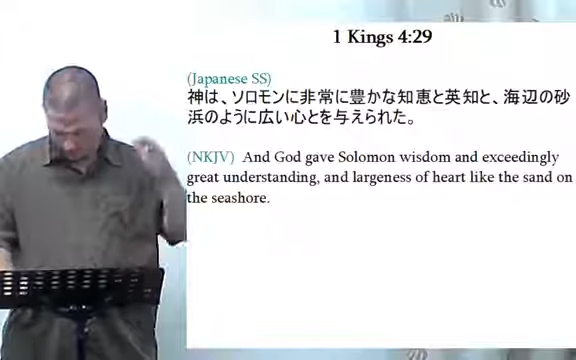 1 Kings 4:29
(Japanese SS)
神は、ソロモンに非常に豊かな知恵と英知と、海辺の砂
浜のように広い心とを与えられた。
(NKJV) And God gave Solomon wisdom and exceedingly
great understanding, and largeness of heart like the sand on
the seashore.